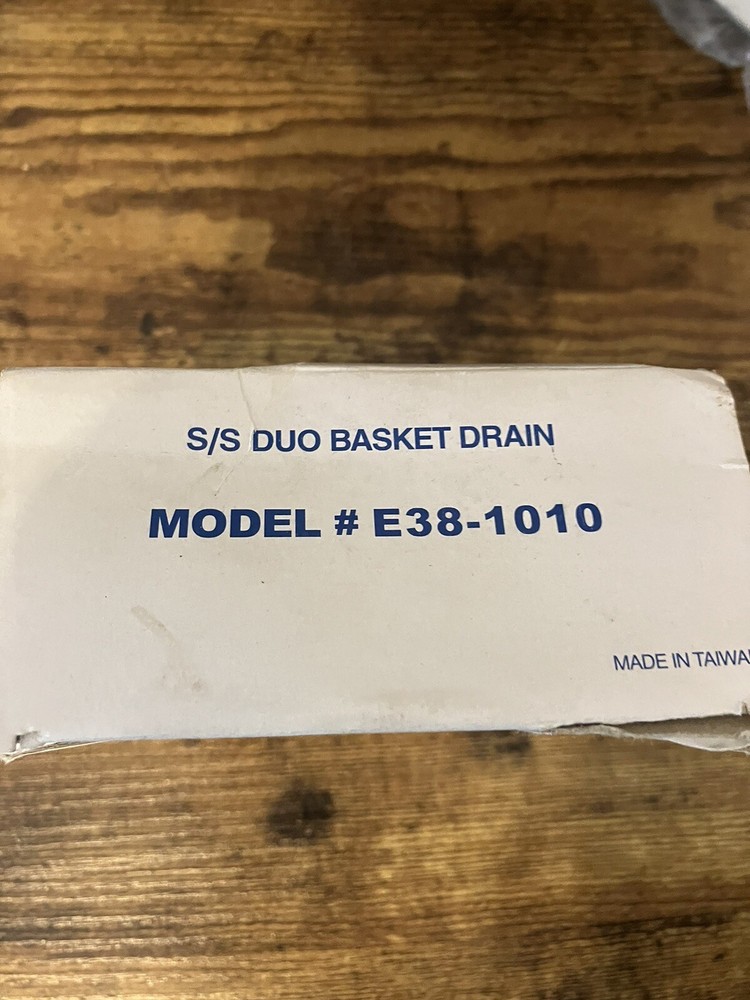 S/S DUO BASKET DRAIN
MODEL # E38-1010
MADE IN TAIWA